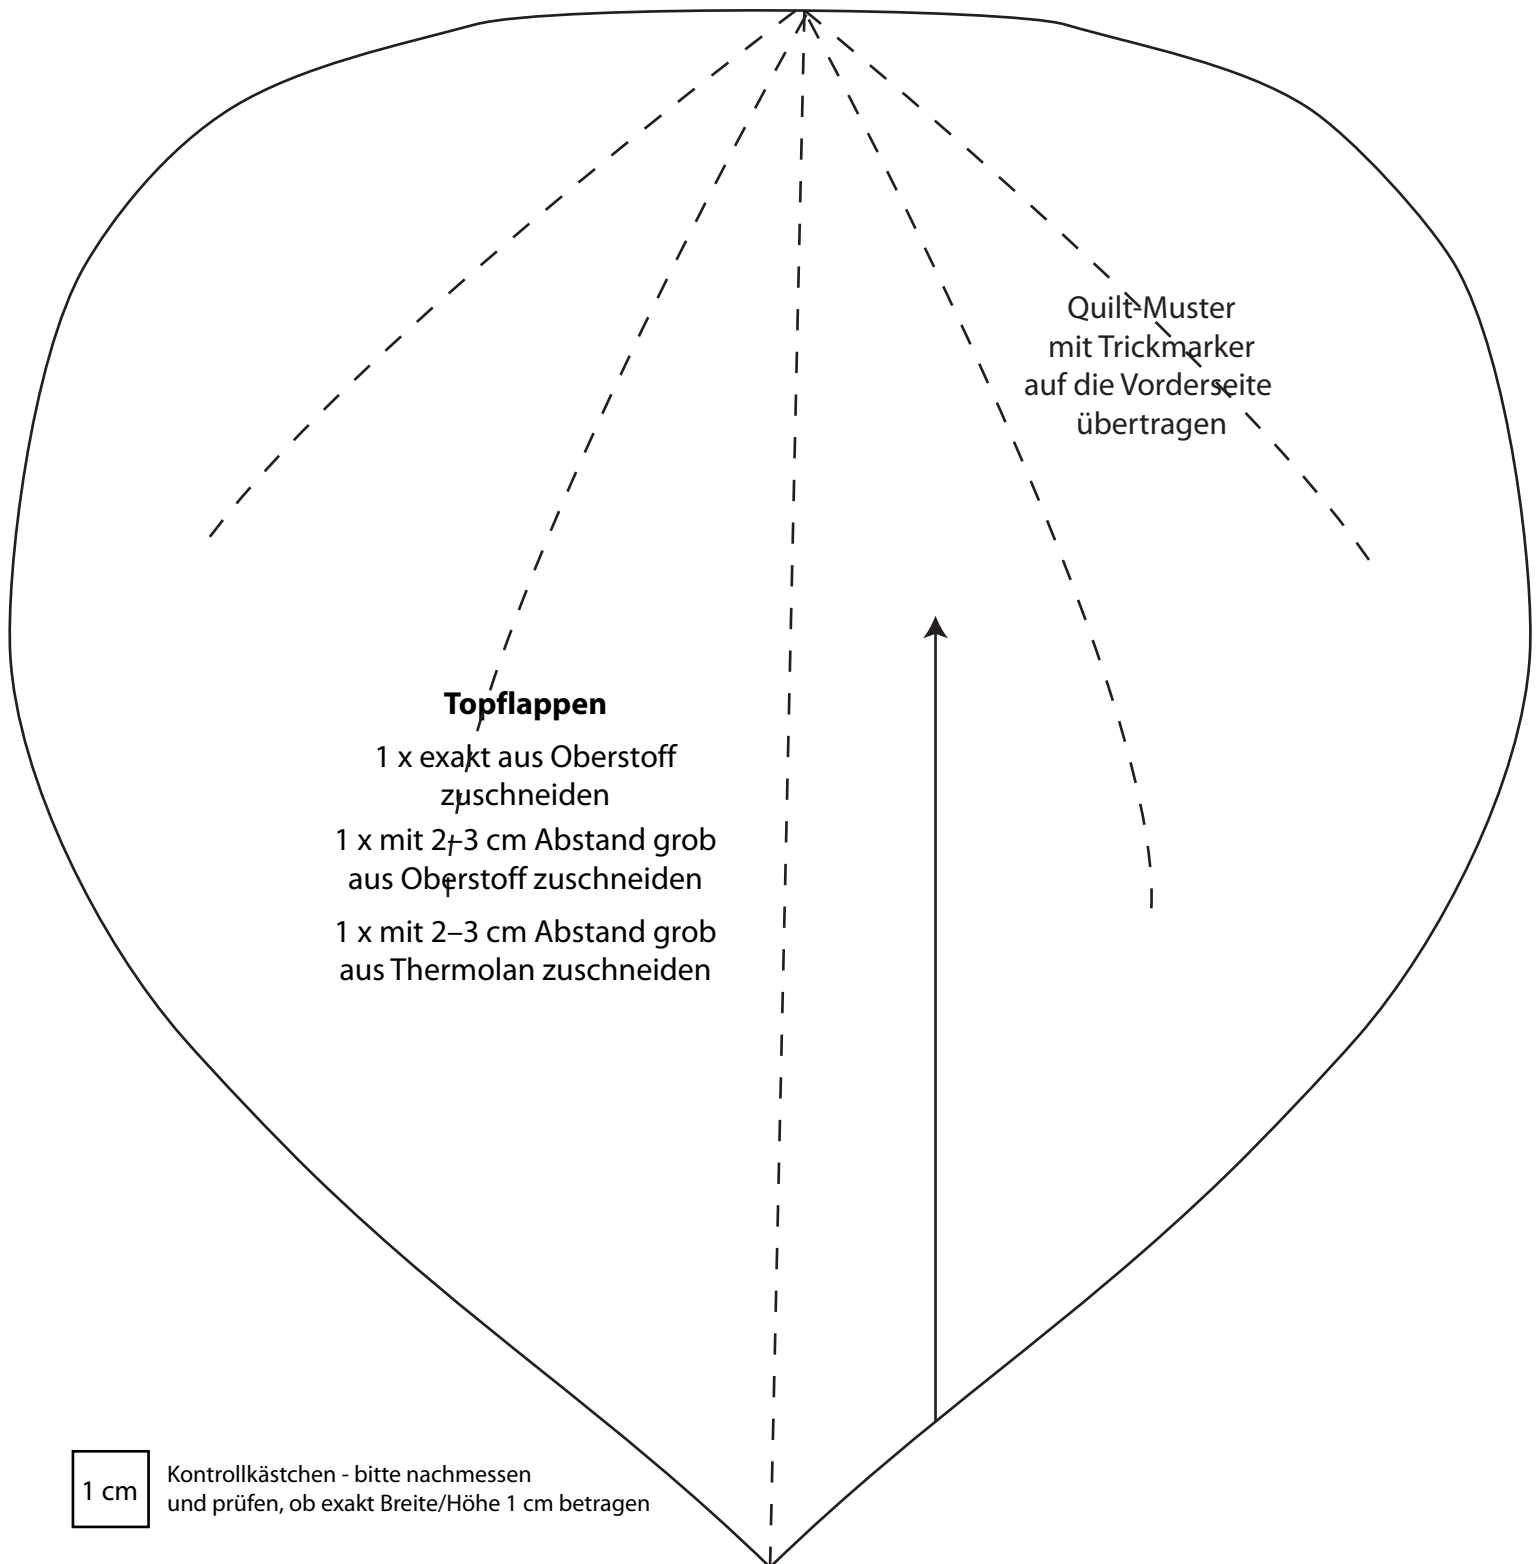 Quilt-Muster
mit Trickmarker
auf die Vorderseite
übertragen
Topflappen
1 x exakt aus Oberstoff
zuschneiden
1 x mit 2–3 cm Abstand grob
aus Oberstoff zuschneiden
1 x mit 2–3 cm Abstand grob
aus Thermolan zuschneiden
1 cm
Kontrollkästchen - bitte nachmessen
und prüfen, ob exakt Breite/Höhe 1 cm betragen